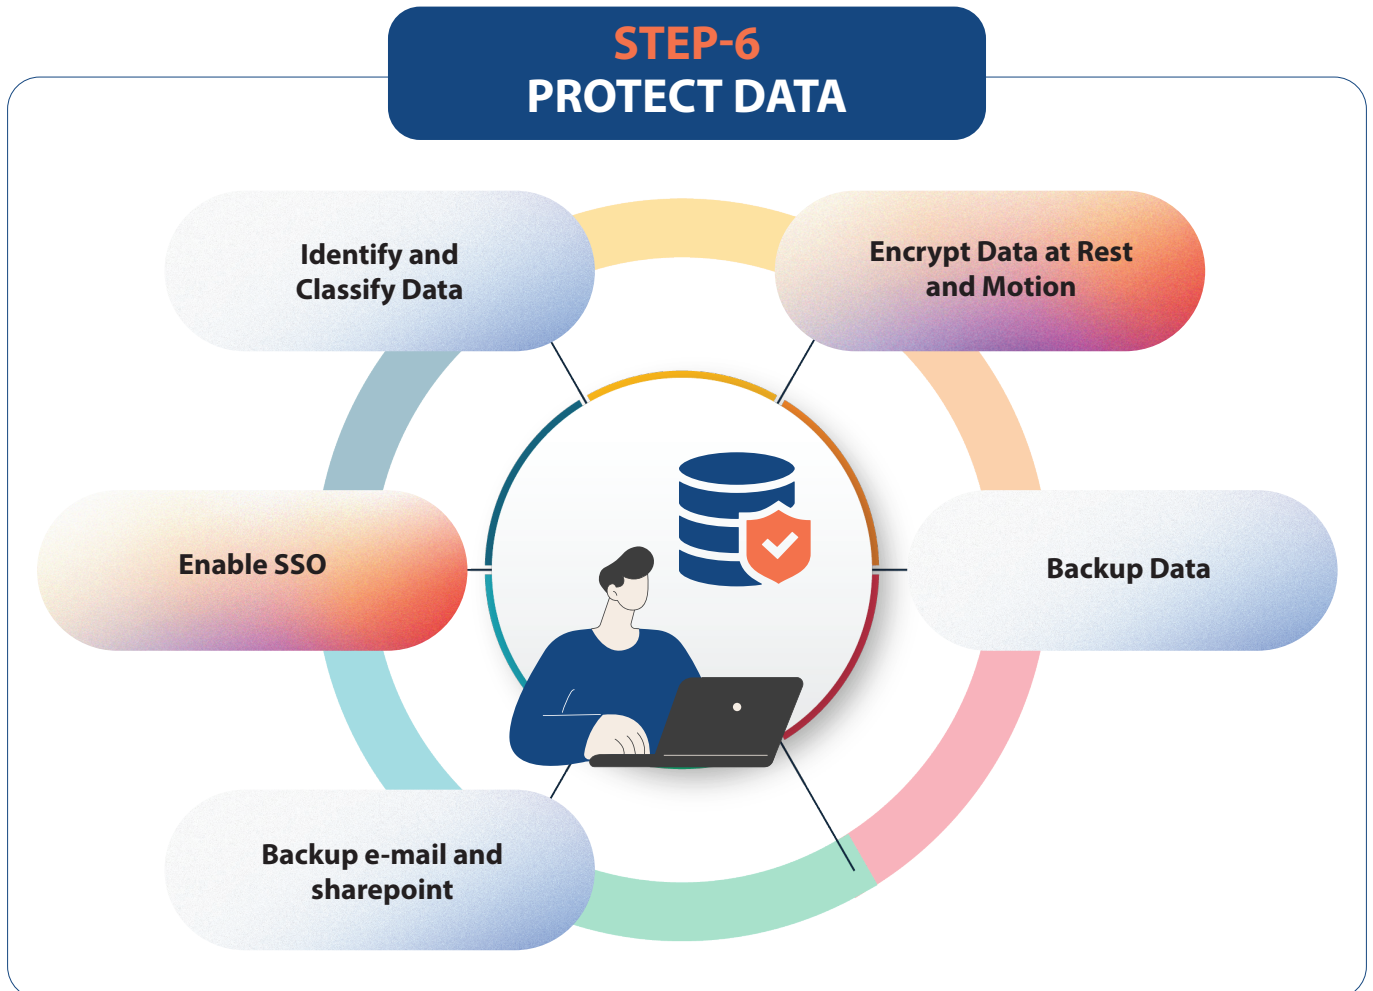 STEP-6
PROTECT DATA
Identify and
Classify Data
Encrypt Data at Rest
and Motion
Enable SSO
Backup Data
Backup e-mail and
sharepoint